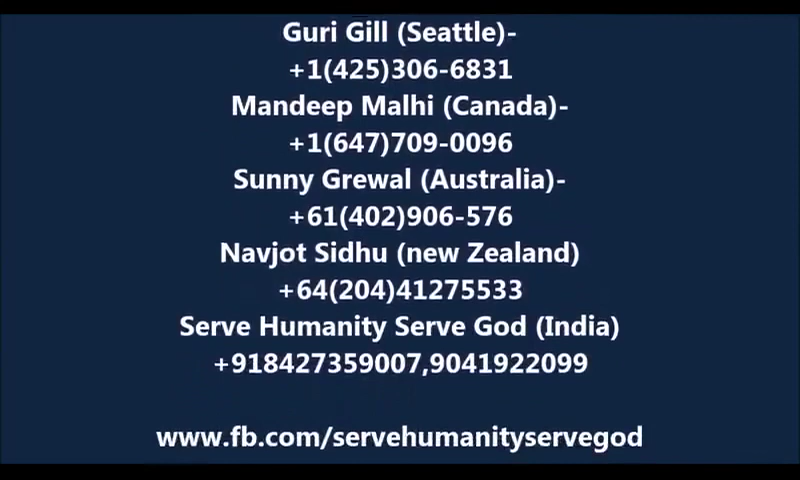 Guri Gill (Seattle)-
+1(425)306-6831
Mandeep Malhi (Canada)-
+1(647)709-0096
Sunny Grewal (Australia)-
+61(402)906-576
Navjot Sidhu (new Zealand)
+64(204)41275533
Serve Humanity Serve God (India)
+918427359007,9041922099
www.fb.com/servehumanityservegod